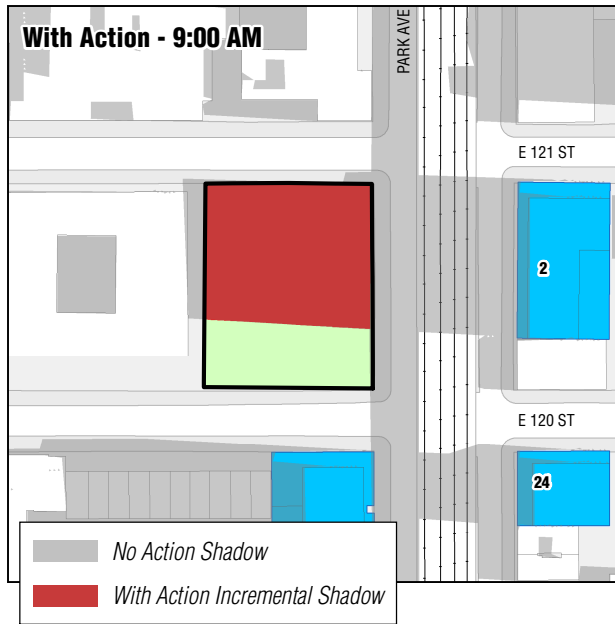 With Action - 9:00 AM
PARK AVE
E 121 ST
2
E 120 ST
24
No Action Shadow
With Action Incremental Shadow